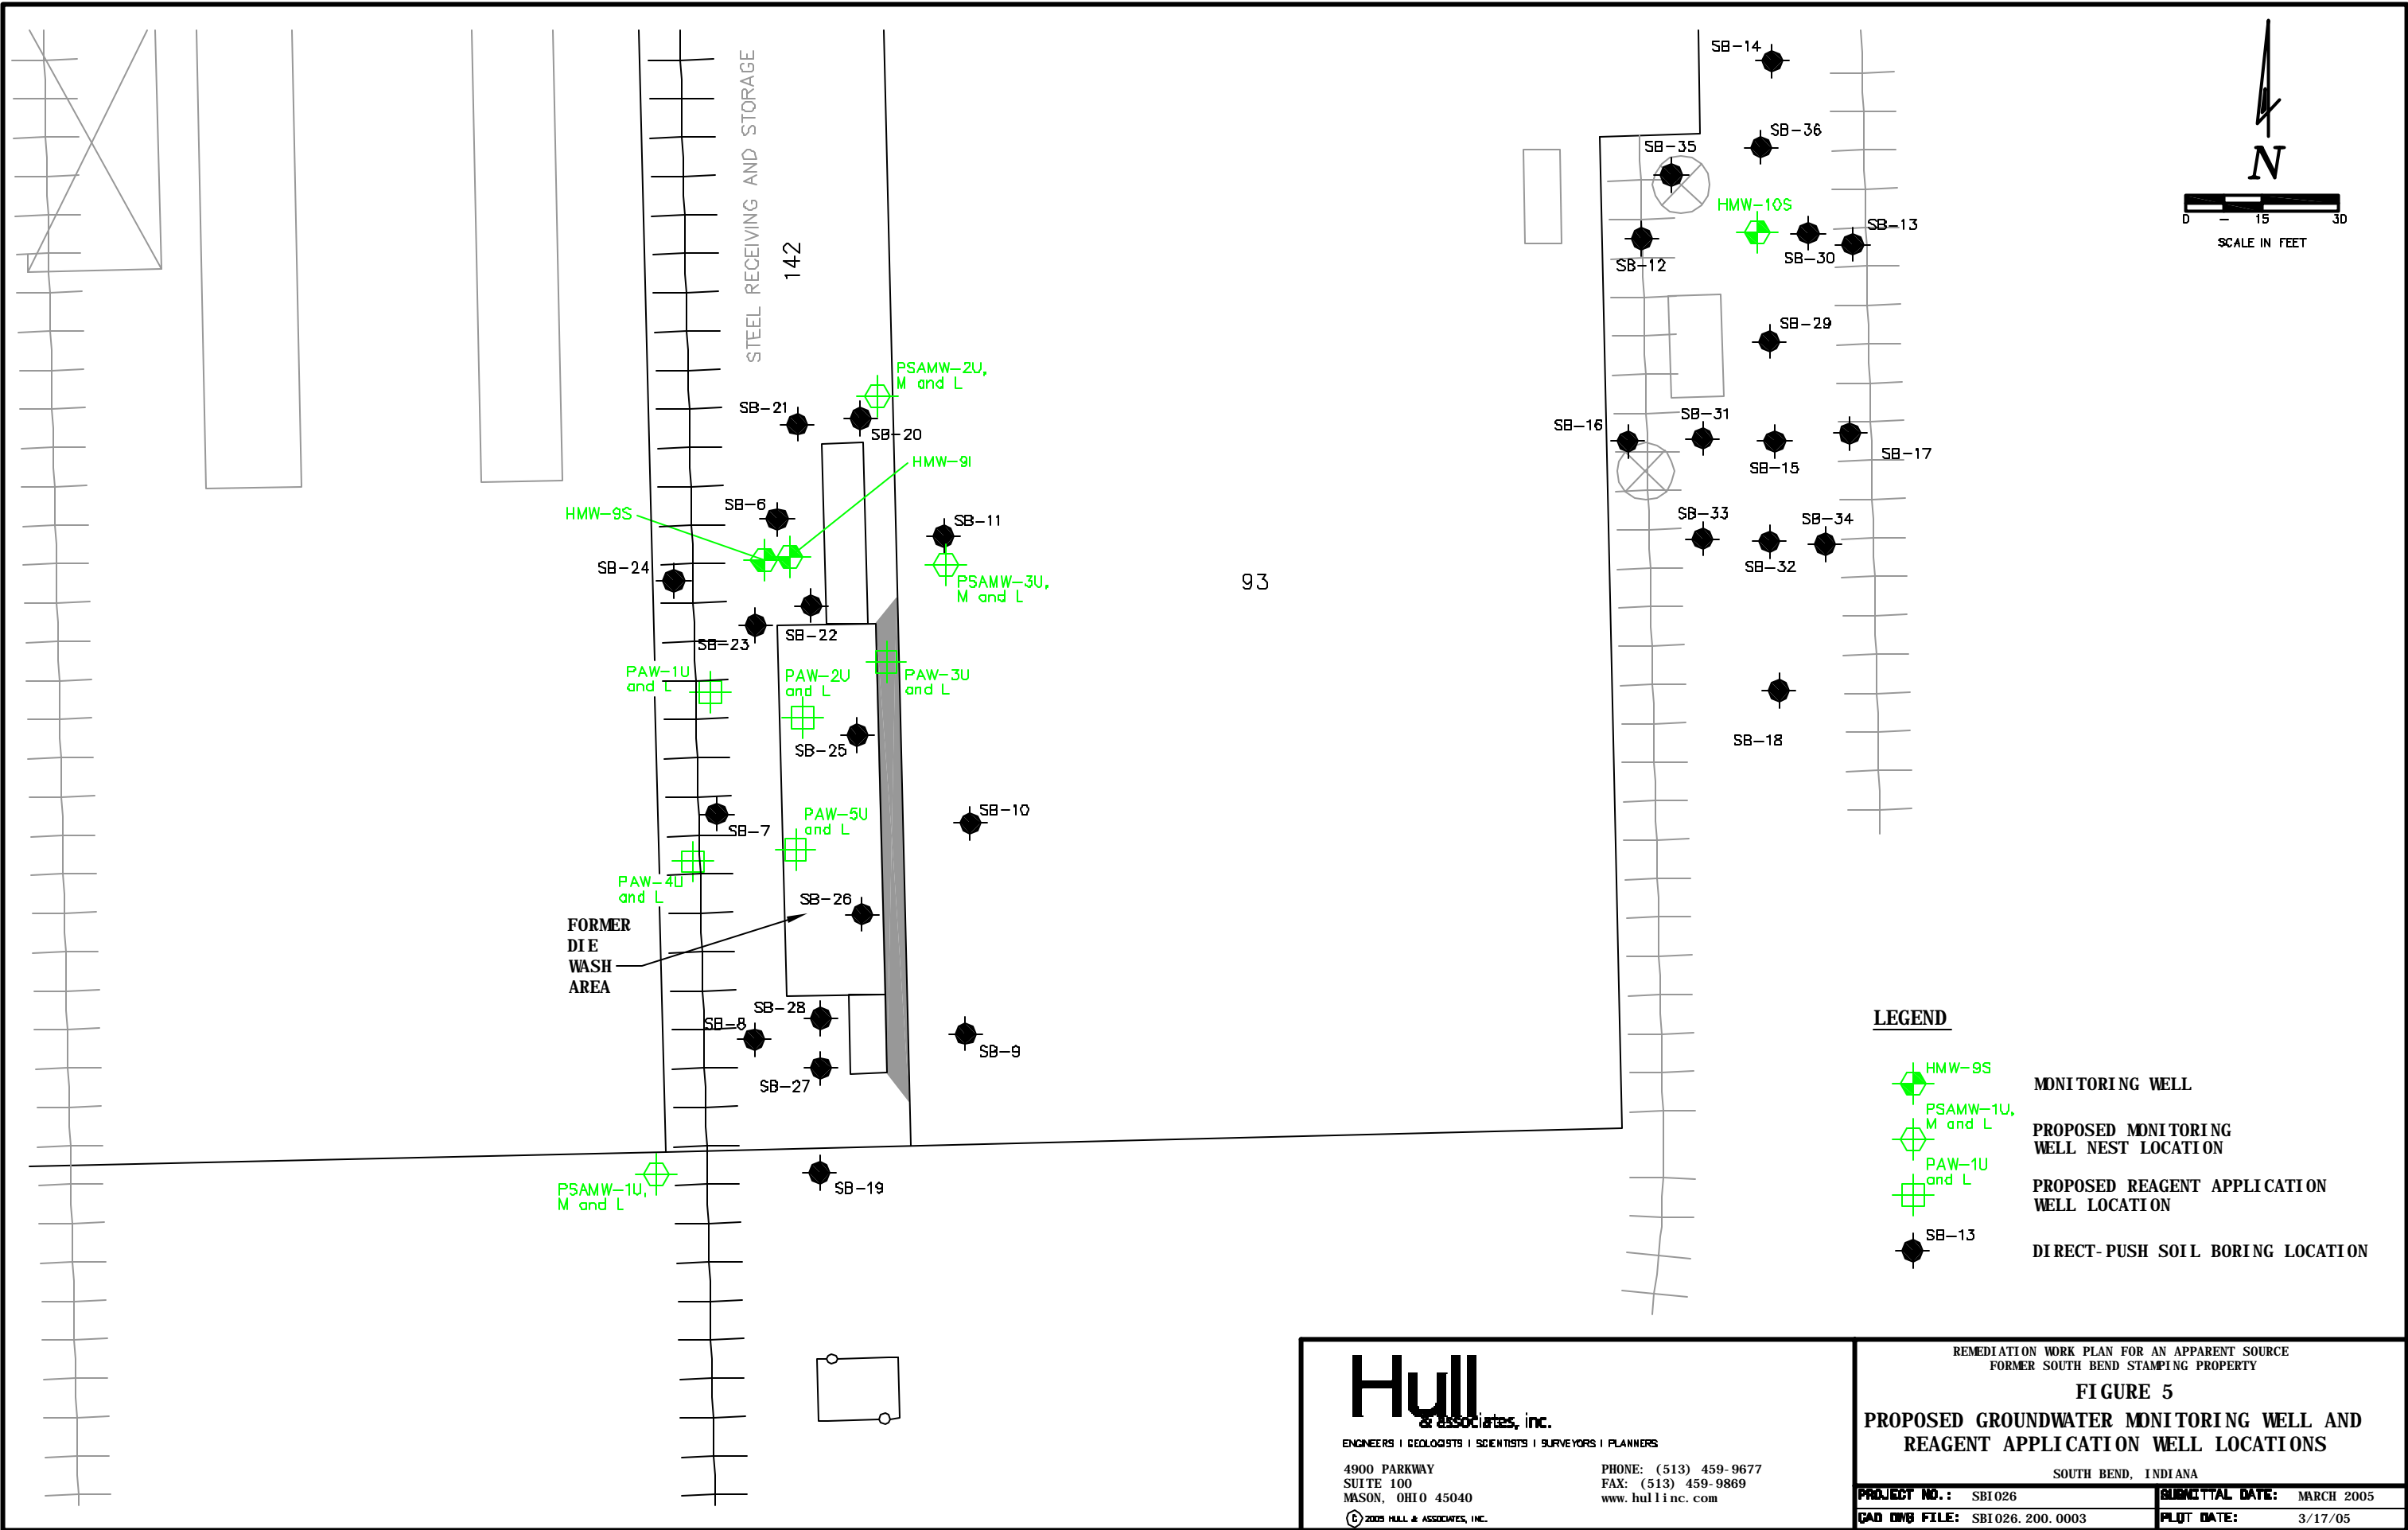 STEEL RECEIVING AND STORAGE
142
SB-14
SB-36
SB-35
HMW-10S
SB-13
SB-30
SB-12
SB-29
N
0 — 15 30
SCALE IN FEET
PSAMW-2U,
M and L
SB-21
SB-20
HMW-9I
SB-6
HMW-9S
SB-11
SB-24
PSAMW-3U,
M and L
93
SB-16
SB-31
SB-15
SB-17
SB-33
SB-34
SB-32
SB-23
SB-22
PAW-1U
and L
PAW-2U
and L
PAW-3U
and L
SB-25
SB-18
SB-7
PAW-5U
and L
SB-10
PAW-4U
and L
SB-26
FORMER
DIE
WASH
AREA
SB-28
SB-8
SB-27
SB-9
PSAMW-1U,
M and L
SB-19
LEGEND
HMW-9S
MONITORING WELL
PSAMW-1U,
M and L
PROPOSED MONITORING
WELL NEST LOCATION
PAW-1U
and L
PROPOSED REAGENT APPLICATION
WELL LOCATION
SB-13
DIRECT-PUSH SOIL BORING LOCATION
Hull
& associates, inc.
ENGINEERS | GEOLOGISTS | SCIENTISTS | SURVEYORS | PLANNERS
4900 PARKWAY
SUITE 100
MASON, OHIO 45040
PHONE: (513) 459-9677
FAX: (513) 459-9869
www.hullinc.com
© 2005 HULL & ASSOCIATES, INC.
REMEDIATION WORK PLAN FOR AN APPARENT SOURCE
FORMER SOUTH BEND STAMPING PROPERTY
FIGURE 5
PROPOSED GROUNDWATER MONITORING WELL AND
REAGENT APPLICATION WELL LOCATIONS
SOUTH BEND, INDIANA
PROJECT NO.: SBI026
SUBMITTAL DATE: MARCH 2005
CAD DWG FILE: SBI026.200.0003
PLOT DATE: 3/17/05